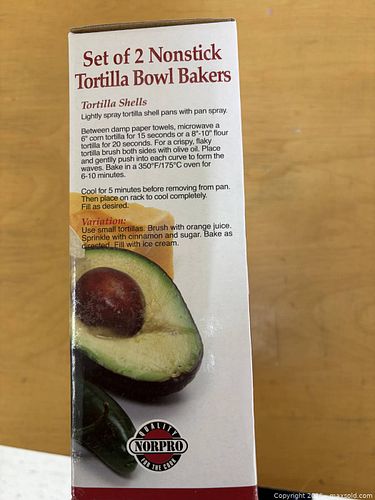 Set of 2 Nonstick
Tortilla Bowl Bakers
Tortilla Shells
Lightly spray tortilla shell pans with pan spray.
Between damp paper towels, microwave a
6" corn tortilla for 15 seconds or a 8"-10" flour
tortilla for 20 seconds. For a crispy, flaky
tortilla brush both sides with olive oil. Place
and gently push into each curve to form the
waves. Bake in a 350°F/175°C oven for
6-10 minutes.
Cool for 5 minutes before removing from pan.
Then place on rack to cool completely.
Fill as desired.
Variation:
Use small tortillas. Brush with orange juice.
Sprinkle with cinnamon and sugar. Bake as
directed. Fill with ice cream.
QUALITY
NORPRO
FOR THE COOK
Copyright maxsold.com